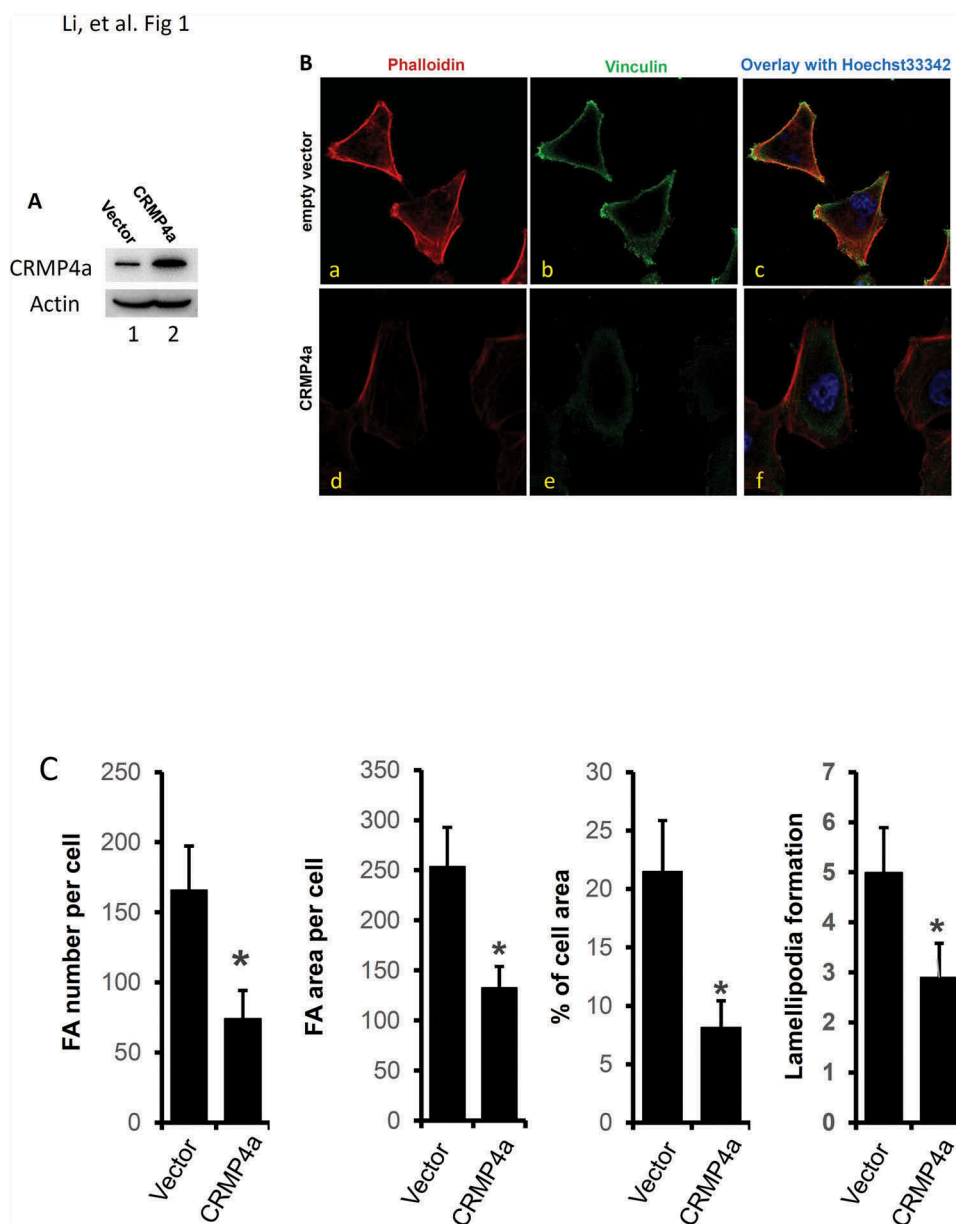 Li, et al. Fig 1
A
Vector
CRMP4a
CRMP4a
Actin
1 2
B
Phalloidin Vinculin Overlay with Hoechst33342
empty vector
a b c
CRMP4a
d e f
C
FA number per cell
250
200
150
100
50
0
*
Vector CRMP4a
FA area per cell
350
300
250
200
150
100
50
0
*
Vector CRMP4a
% of cell area
30
25
20
15
10
5
0
*
Vector CRMP4a
Lamellipodia formation
7
6
5
4
3
2
1
0
*
Vector CRMP4a